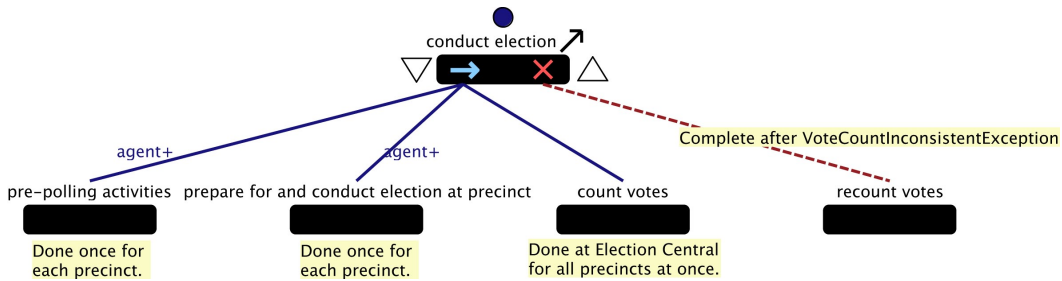 conduct election
Complete after VoteCountInconsistentException
agent+
agent+
pre-polling activities
prepare for and conduct election at precinct
count votes
recount votes
Done once for
each precinct.
Done once for
each precinct.
Done at Election Central
for all precincts at once.